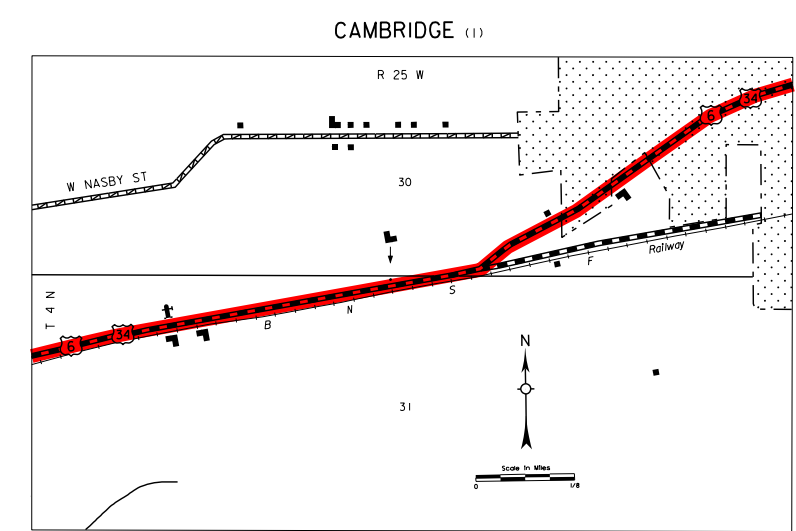 CAMBRIDGE (1)
R 25 W
6 34
W NASBY ST
30
T 4 N
6 34
B N S F Railway
N
31
Scale In Miles
0 1/8